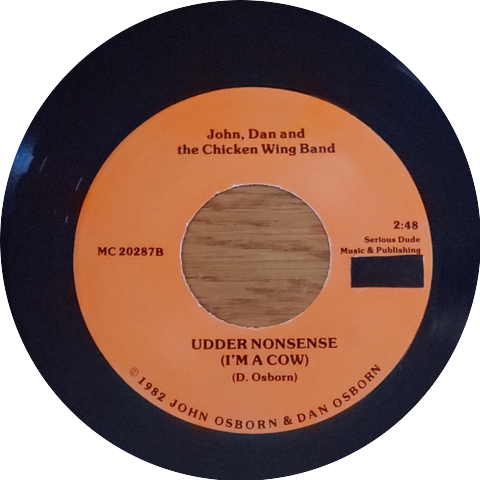 John, Dan and
the Chicken Wing Band
2:48
Serious Dude
Music & Publishing
MC 20287B
UDDER NONSENSE
(I'M A COW)
(D. Osborn)
© 1982 JOHN OSBORN & DAN OSBORN